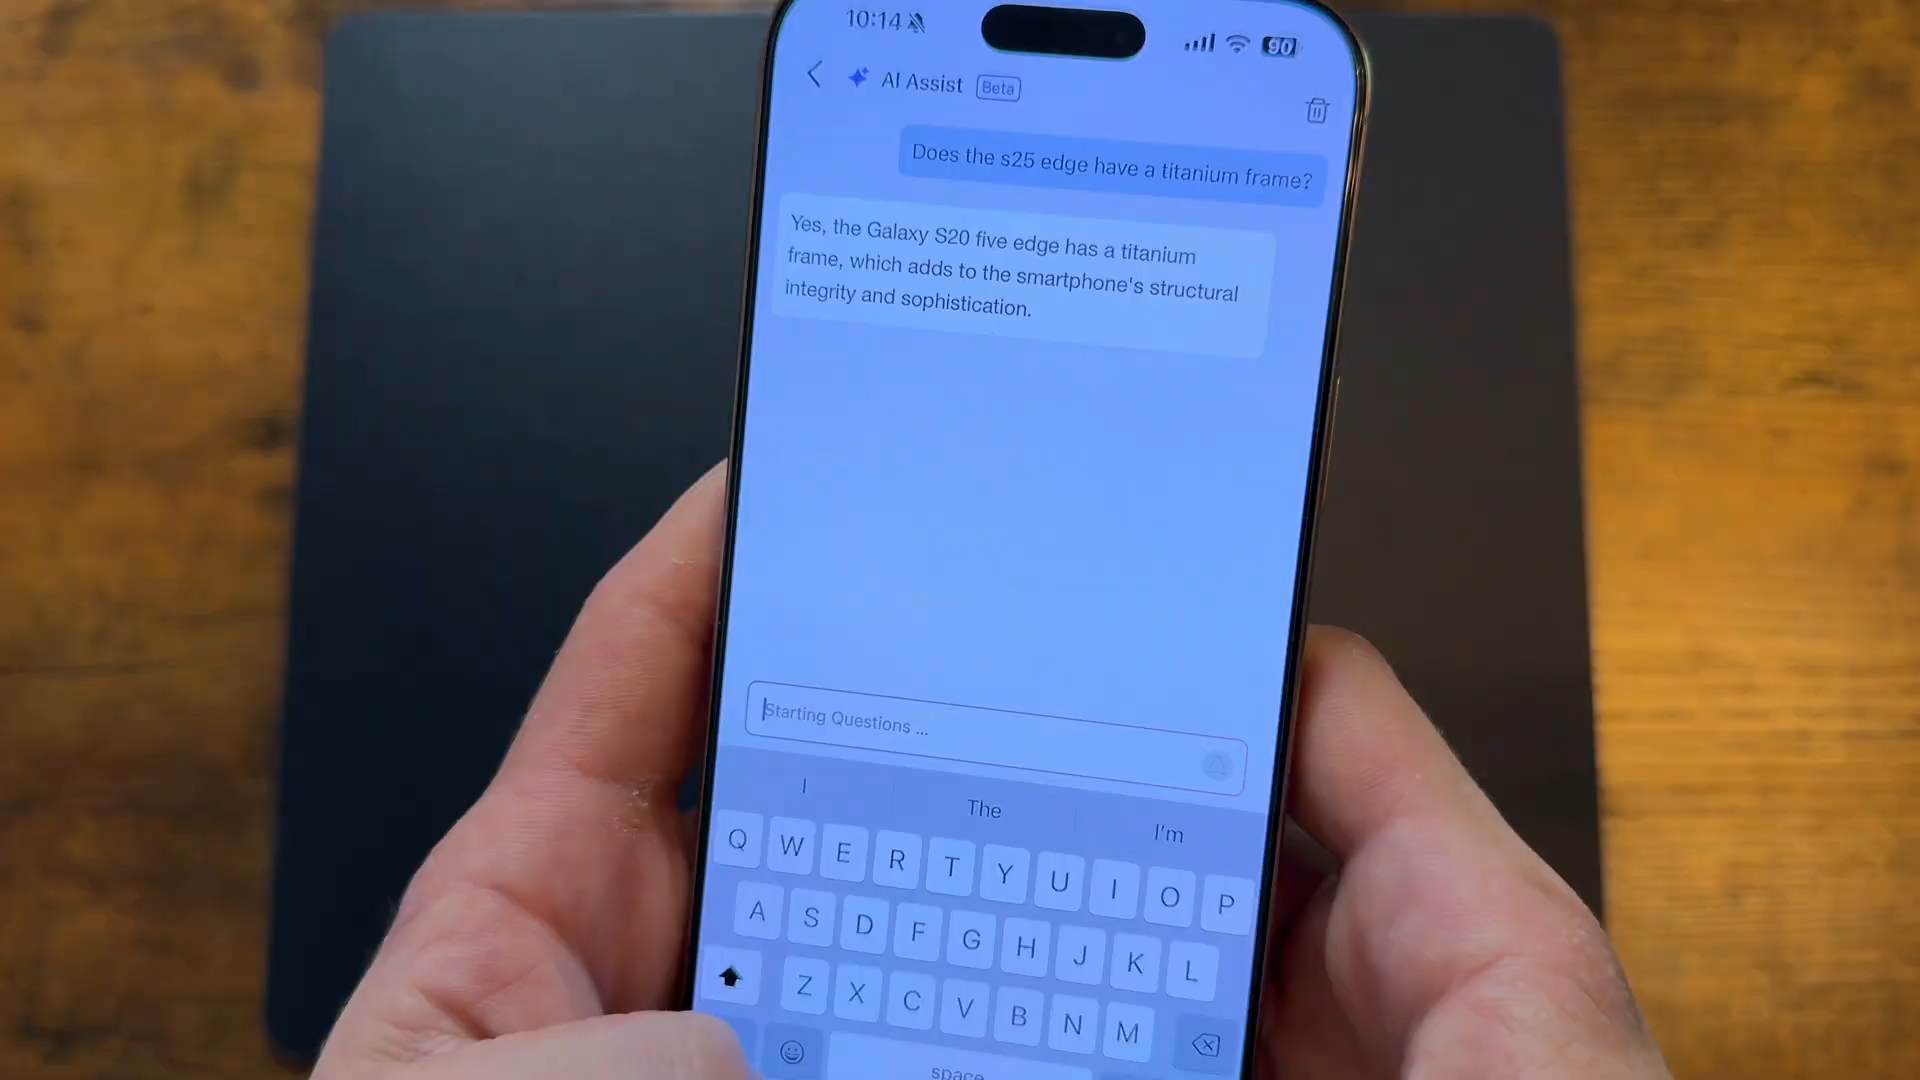 10:14
90
AI Assist Beta
Does the s25 edge have a titanium frame?
Yes, the Galaxy S20 five edge has a titanium
frame, which adds to the smartphone's structural
integrity and sophistication.
Starting Questions ...
I The I'm
Q W E R T Y U I O P
A S D F G H J K L
Z X C V B N M
space